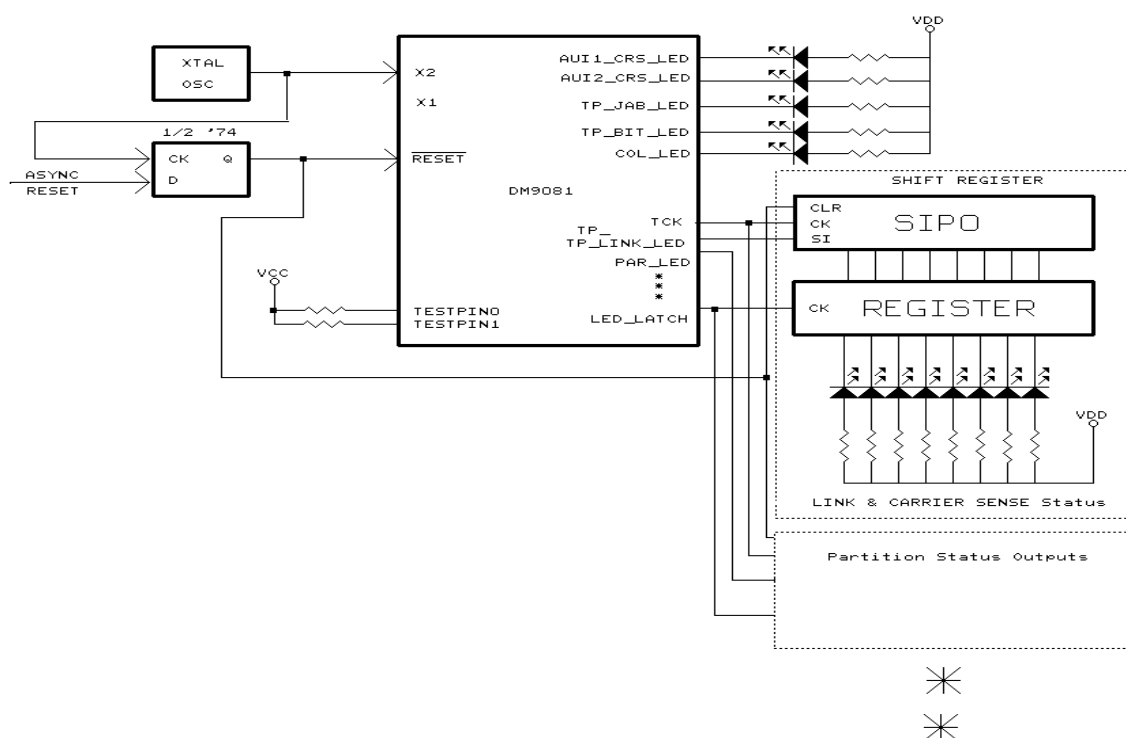 VDD
XTAL
OSC
X2
X1
AUI1_CRS_LED
AUI2_CRS_LED
TP_JAB_LED
TP_BIT_LED
COL_LED
1/2 '74
CK Q
D
ASYNC
RESET
RESET
DM9081
SHIFT REGISTER
CLR
CK
SI
SIPO
TCK
TP_
TP_LINK_LED
PAR_LED
*
*
*
LED_LATCH
VCC
TESTPIN0
TESTPIN1
CK REGISTER
VDD
LINK & CARRIER SENSE Status
Partition Status Outputs
*
*